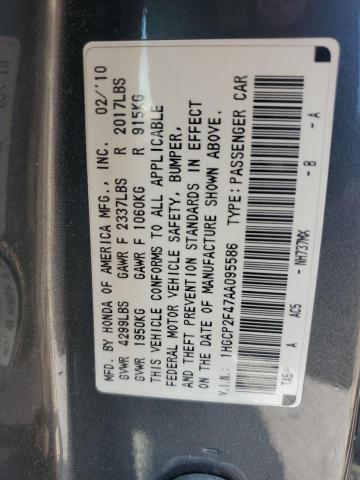 MFD. BY HONDA OF AMERICA MFG., INC. 02/'10
GVWR 4299LBS GAWR F 2337LBS R 2017LBS
GVWR 1950KG GAWR F 1060KG R 915KG
THIS VEHICLE CONFORMS TO ALL APPLICABLE
FEDERAL MOTOR VEHICLE SAFETY, BUMPER,
AND THEFT PREVENTION STANDARDS IN EFFECT
ON THE DATE OF MANUFACTURE SHOWN ABOVE.
V.I.N.: 1HGCP2F47AA095586 TYPE: PASSENGER CAR
TA5P A AC5 NH737MX - B - A